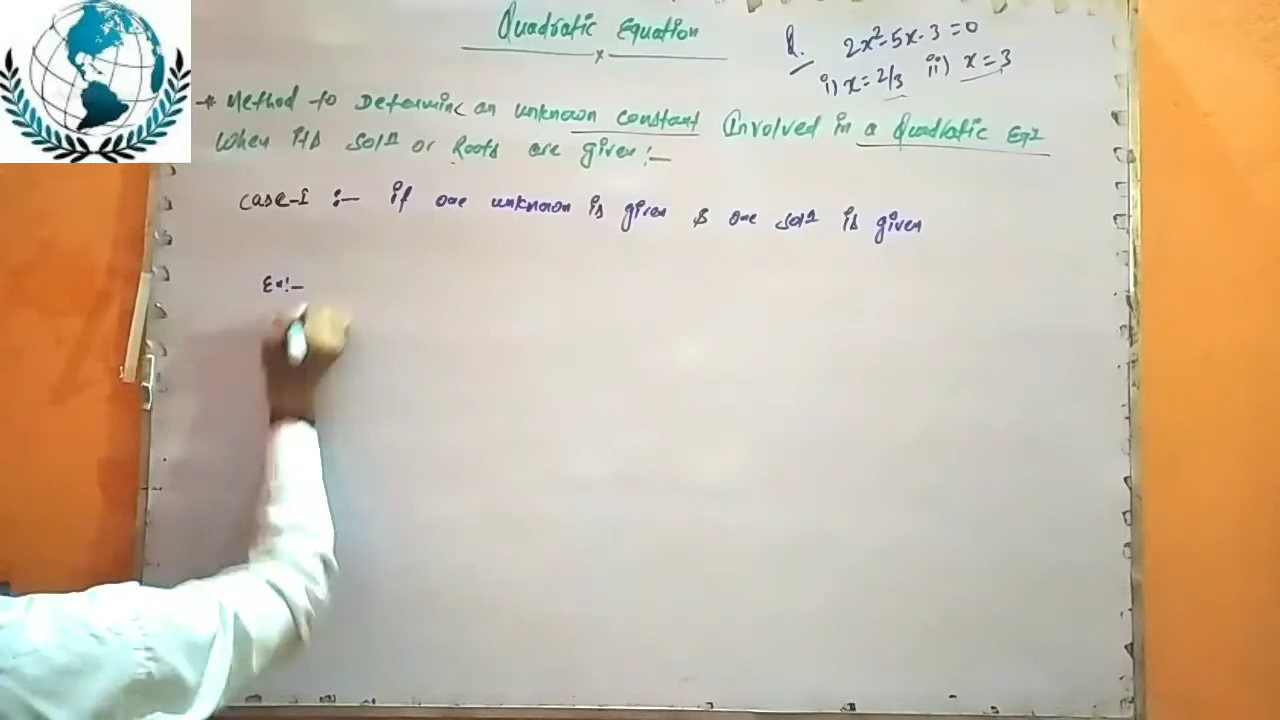 Quadratic Equation
Q. 2x²-5x-3=0
i) x=2/3 ii) x=3
* Method to Determine an unknown constant Involved in a Quadratic Eqn
When its soln or Roots are given:-
Case-I :- if one unknown is given & one soln is given
Ex:-